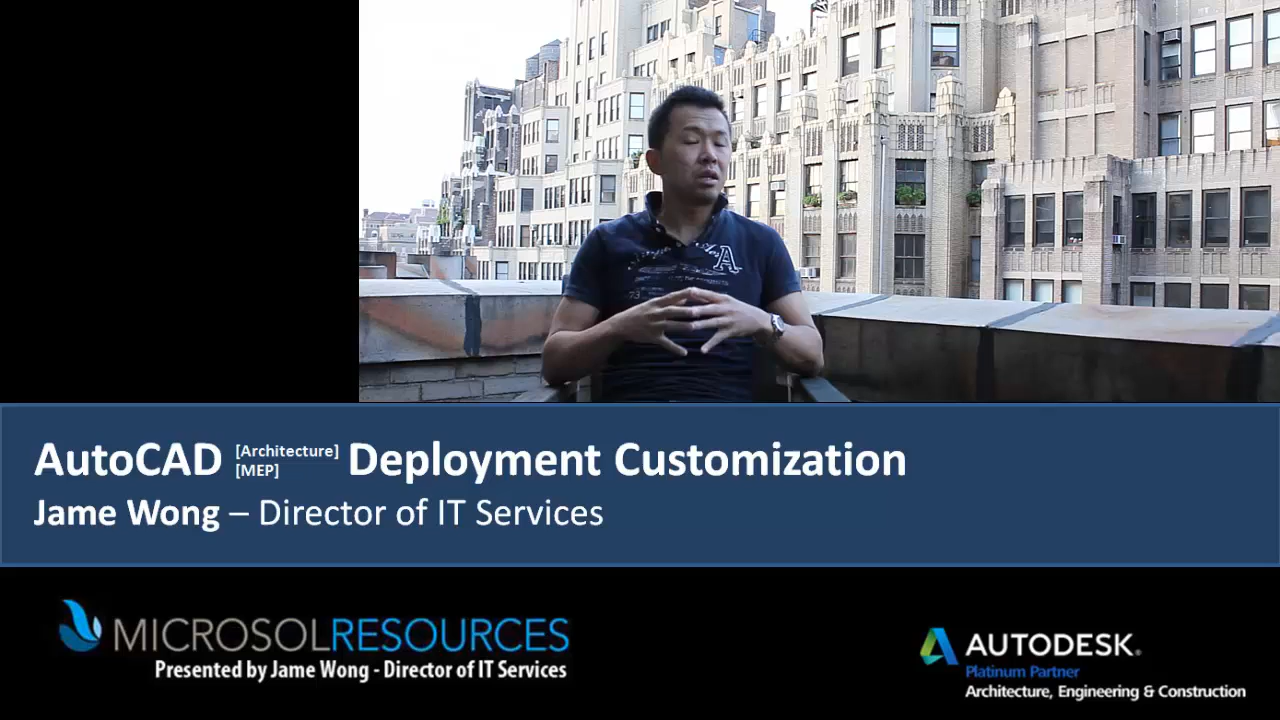 A
73
AutoCAD [Architecture] [MEP] Deployment Customization
Jame Wong – Director of IT Services
MICROSOLRESOURCES
Presented by Jame Wong - Director of IT Services
AUTODESK®
Platinum Partner
Architecture, Engineering & Construction